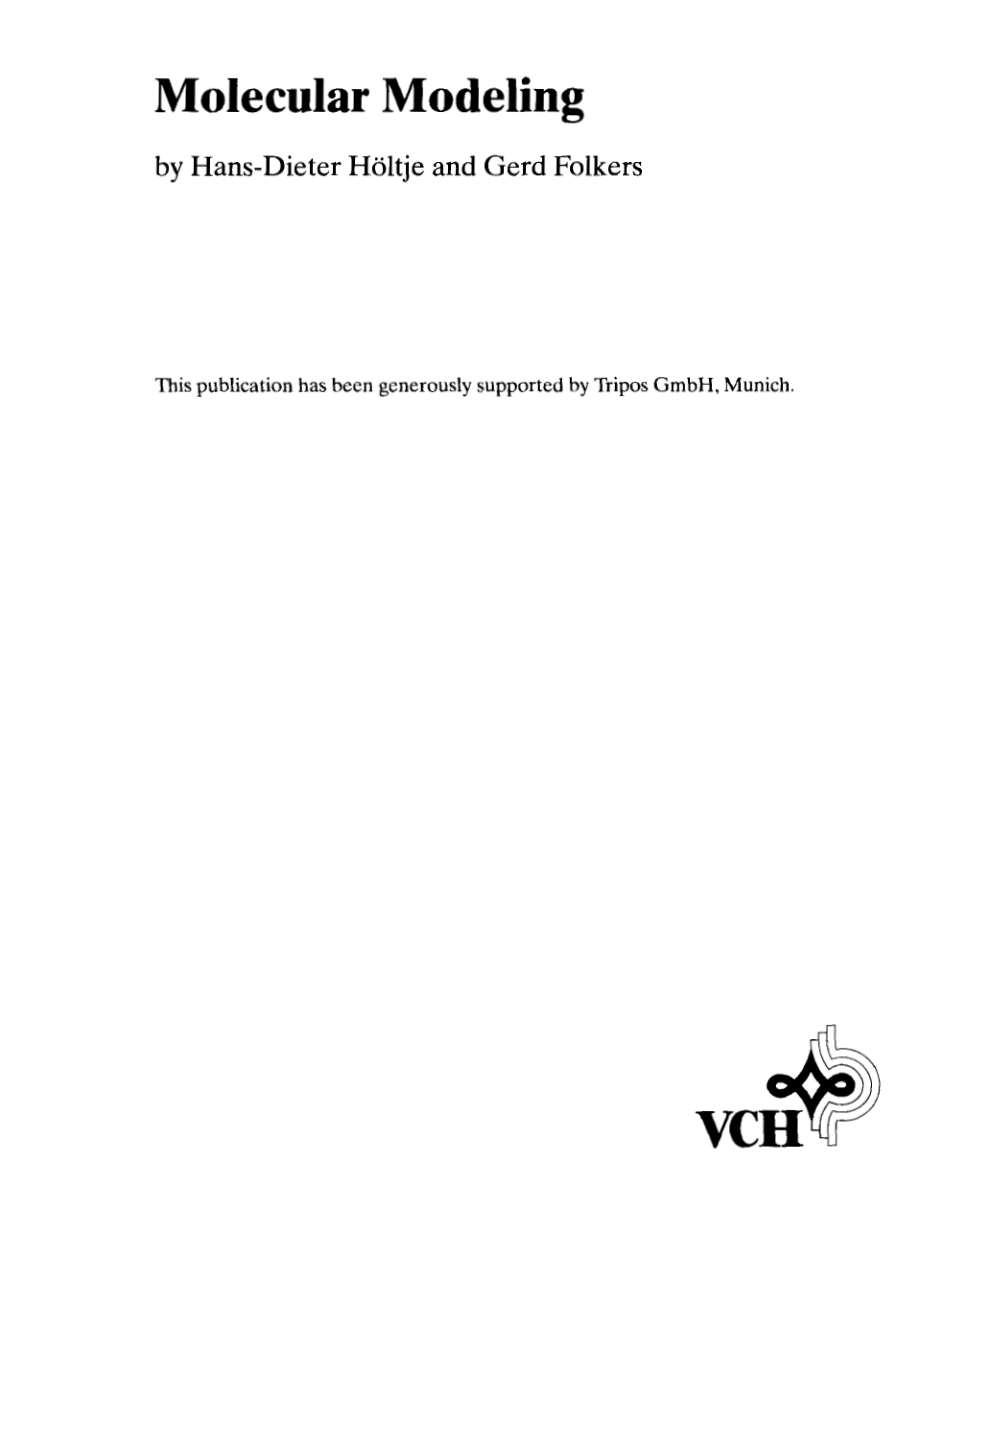 Molecular Modeling
by Hans-Dieter Höltje and Gerd Folkers
This publication has been generously supported by Tripos GmbH, Munich.
VCH